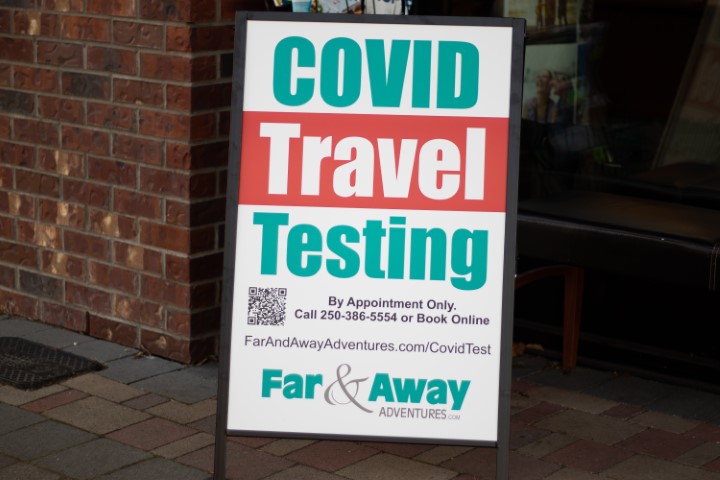 COVID
Travel
Testing
By Appointment Only.
Call 250-386-5554 or Book Online
FarAndAwayAdventures.com/CovidTest
Far & Away
ADVENTURES.COM